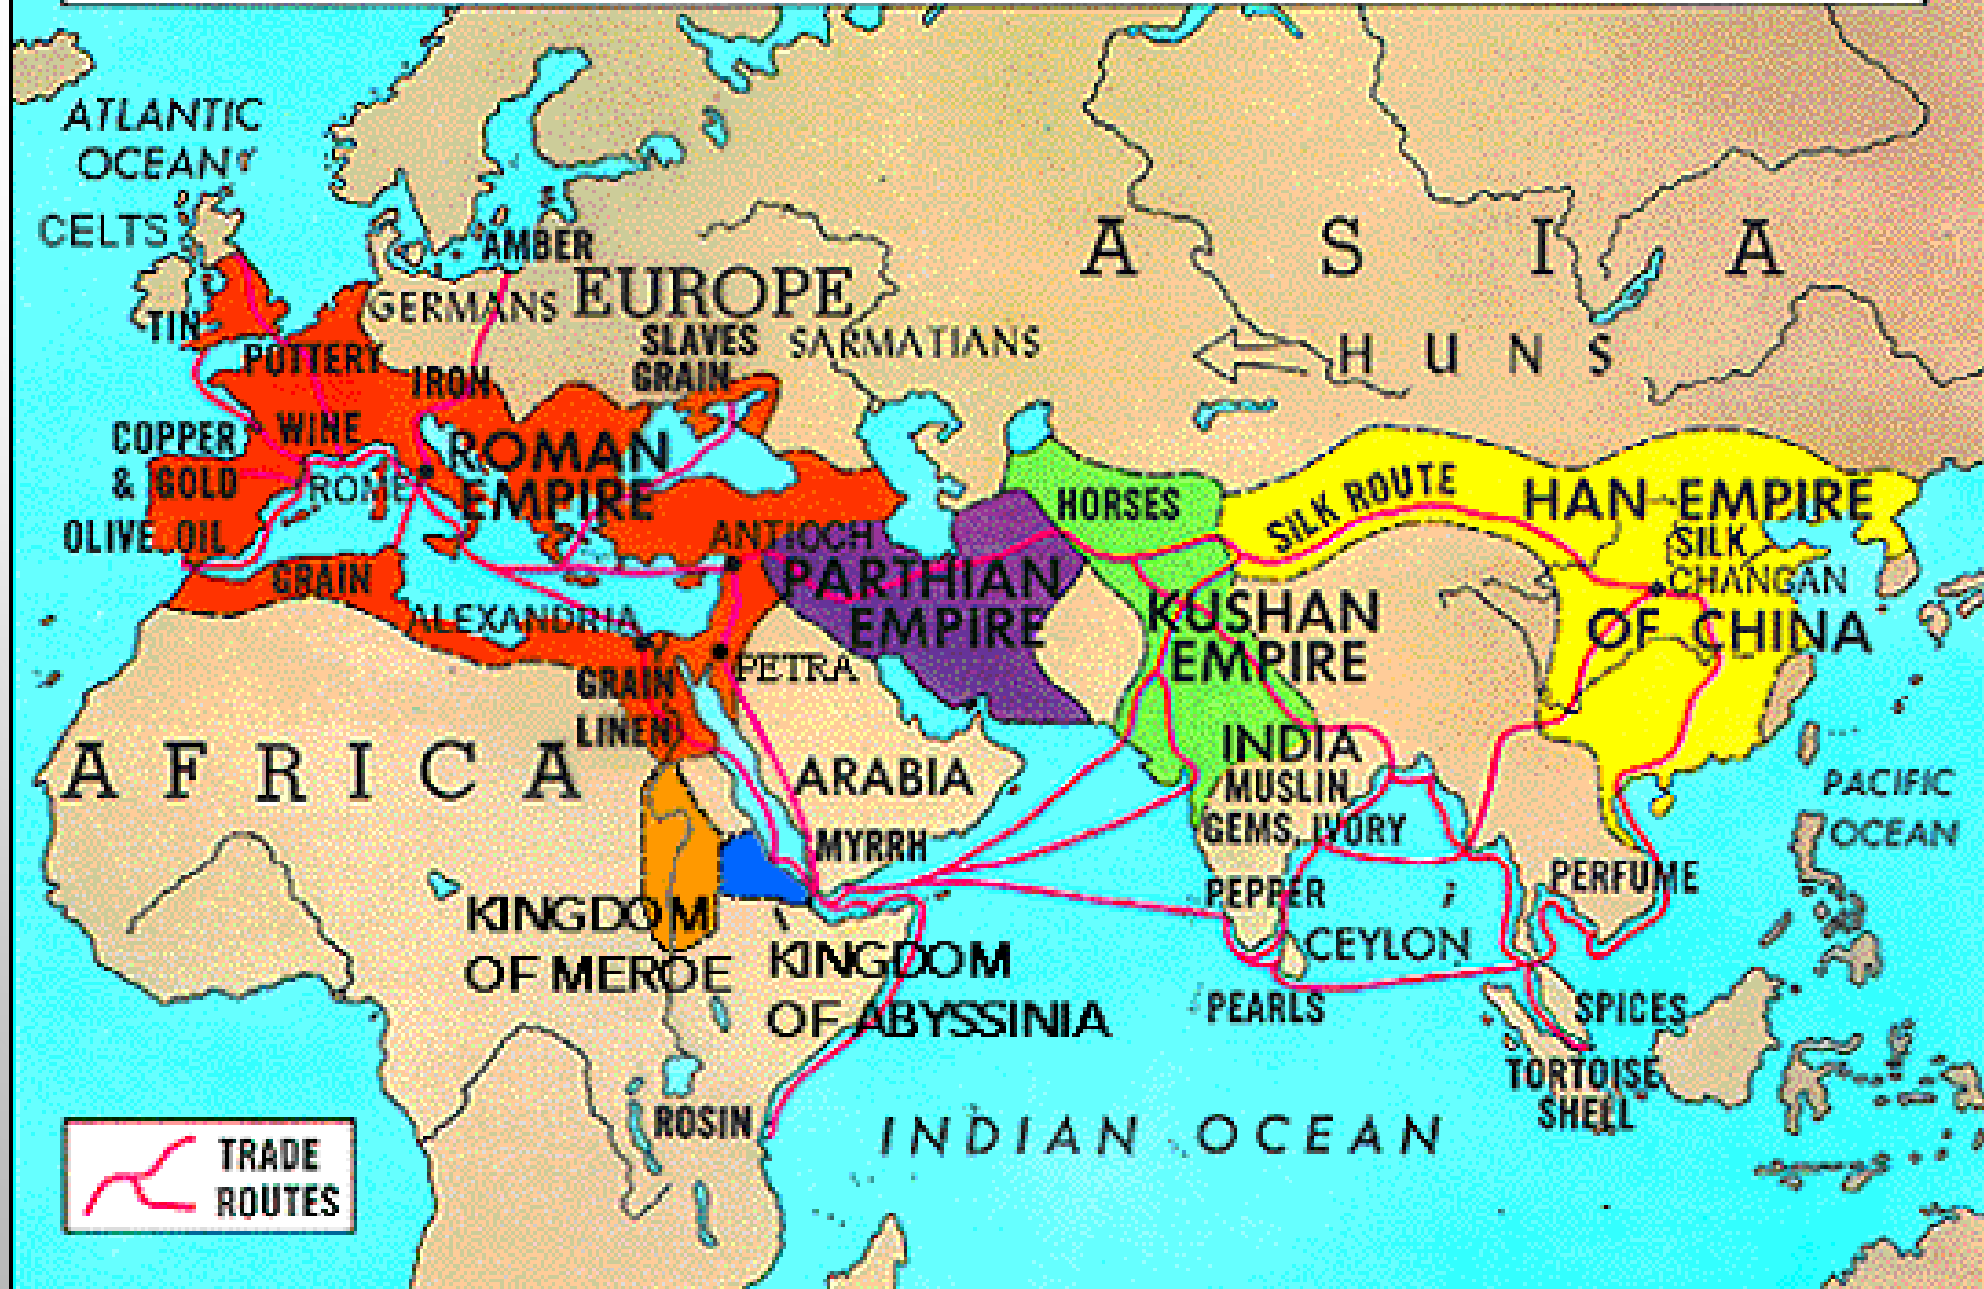 ATLANTIC
OCEAN
CELTS
AMBER
EUROPE
A S I A
GERMANS
TIN
SLAVES
GRAIN
SARMATIANS
H U N S
POTTERY
IRON
COPPER
& GOLD
WINE
ROMAN
EMPIRE
ROME
OLIVE OIL
GRAIN
ANTIOCH
HORSES
SILK ROUTE
HAN EMPIRE
OF CHINA
SILK
CHANGAN
PARTHIAN
EMPIRE
KUSHAN
EMPIRE
ALEXANDRIA
PETRA
GRAIN
LINEN
A F R I C A
ARABIA
MYRRH
INDIA
MUSLIN
GEMS, IVORY
PACIFIC
OCEAN
PEPPER
PERFUME
KINGDOM
OF MEROE
KINGDOM
OF ABYSSINIA
CEYLON
PEARLS
SPICES
TORTOISE
SHELL
ROSIN
INDIAN OCEAN
TRADE
ROUTES